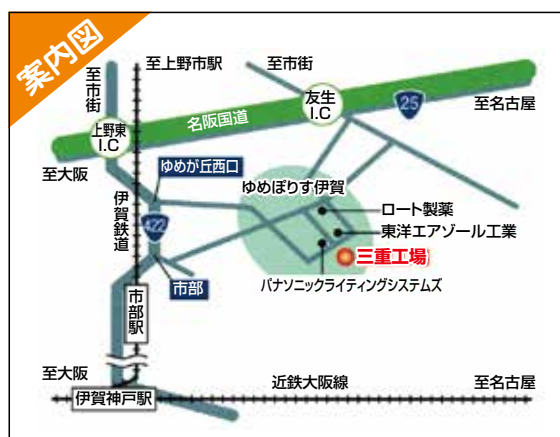 案内図
至上野市駅
至市街
至市街
友生
I.C
25
至名古屋
名阪国道
上野東
I.C
至大阪
ゆめが丘西口
ゆめぽりす伊賀
伊賀鉄道
422
ロート製薬
東洋エアゾール工業
三重工場
パナソニックライティングシステムズ
市部
市部駅
至大阪
近鉄大阪線
至名古屋
伊賀神戸駅